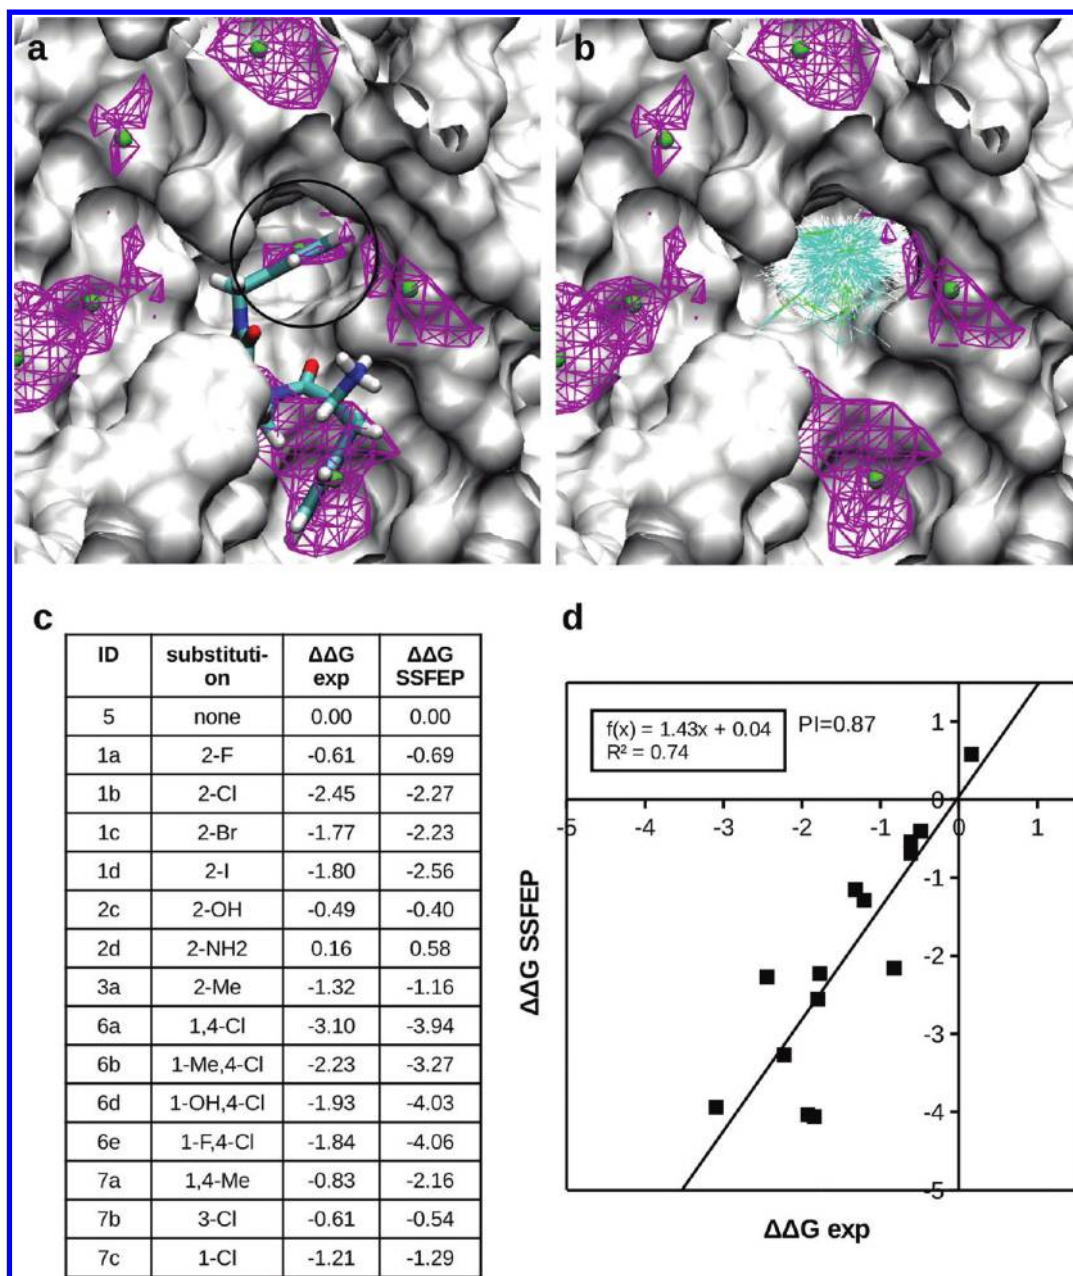 a
b
c
ID substituti-on ΔΔG exp ΔΔG SSFEP
5 none 0.00 0.00
1a 2-F -0.61 -0.69
1b 2-Cl -2.45 -2.27
1c 2-Br -1.77 -2.23
1d 2-I -1.80 -2.56
2c 2-OH -0.49 -0.40
2d 2-NH2 0.16 0.58
3a 2-Me -1.32 -1.16
6a 1,4-Cl -3.10 -3.94
6b 1-Me,4-Cl -2.23 -3.27
6d 1-OH,4-Cl -1.93 -4.03
6e 1-F,4-Cl -1.84 -4.06
7a 1,4-Me -0.83 -2.16
7b 3-Cl -0.61 -0.54
7c 1-Cl -1.21 -1.29
d
f(x) = 1.43x + 0.04
R² = 0.74
PI=0.87
1
0
-5 -4 -3 -2 -1 0 1
-1
-2
-3
-4
-5
ΔΔG SSFEP
ΔΔG exp